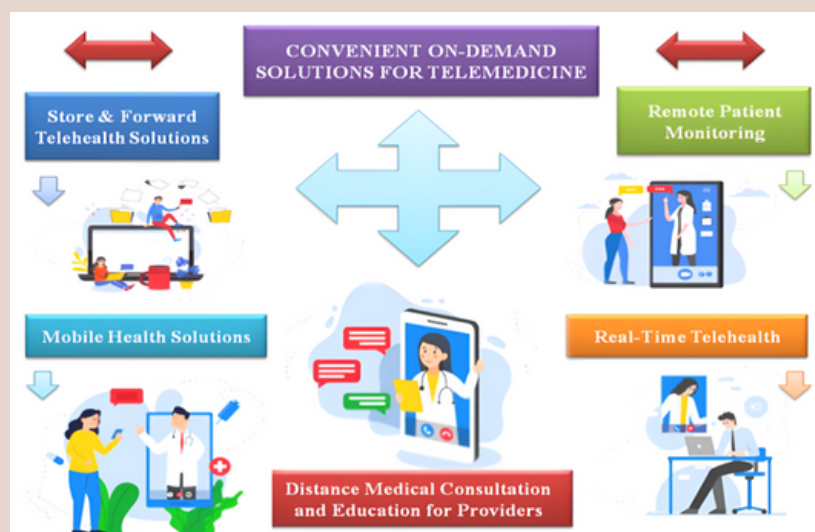 CONVENIENT ON-DEMAND
SOLUTIONS FOR TELEMEDICINE
Store & Forward
Telehealth Solutions
Remote Patient
Monitoring
Mobile Health Solutions
Real-Time Telehealth
Distance Medical Consultation
and Education for Providers